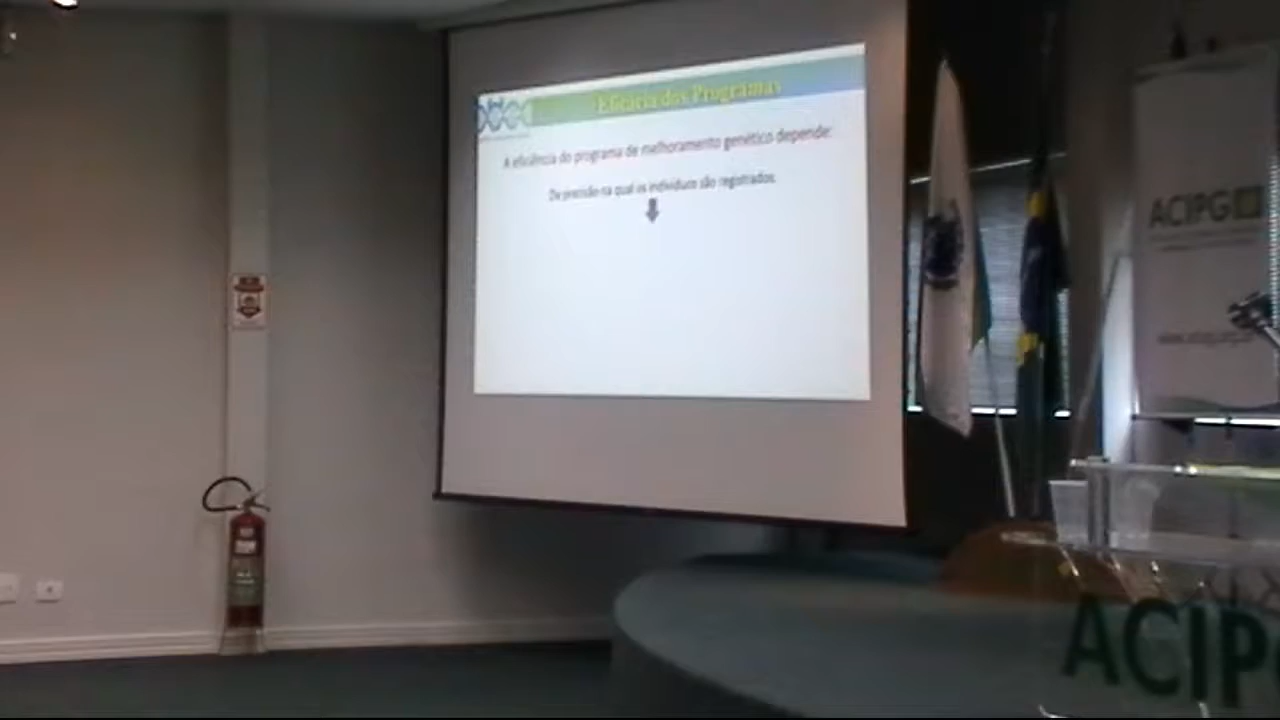 Eficácia dos Programas
A eficiência do programa de melhoramento genético depende:
Da precisão na qual os indivíduos são registrados.
ACIPG
ACIPG